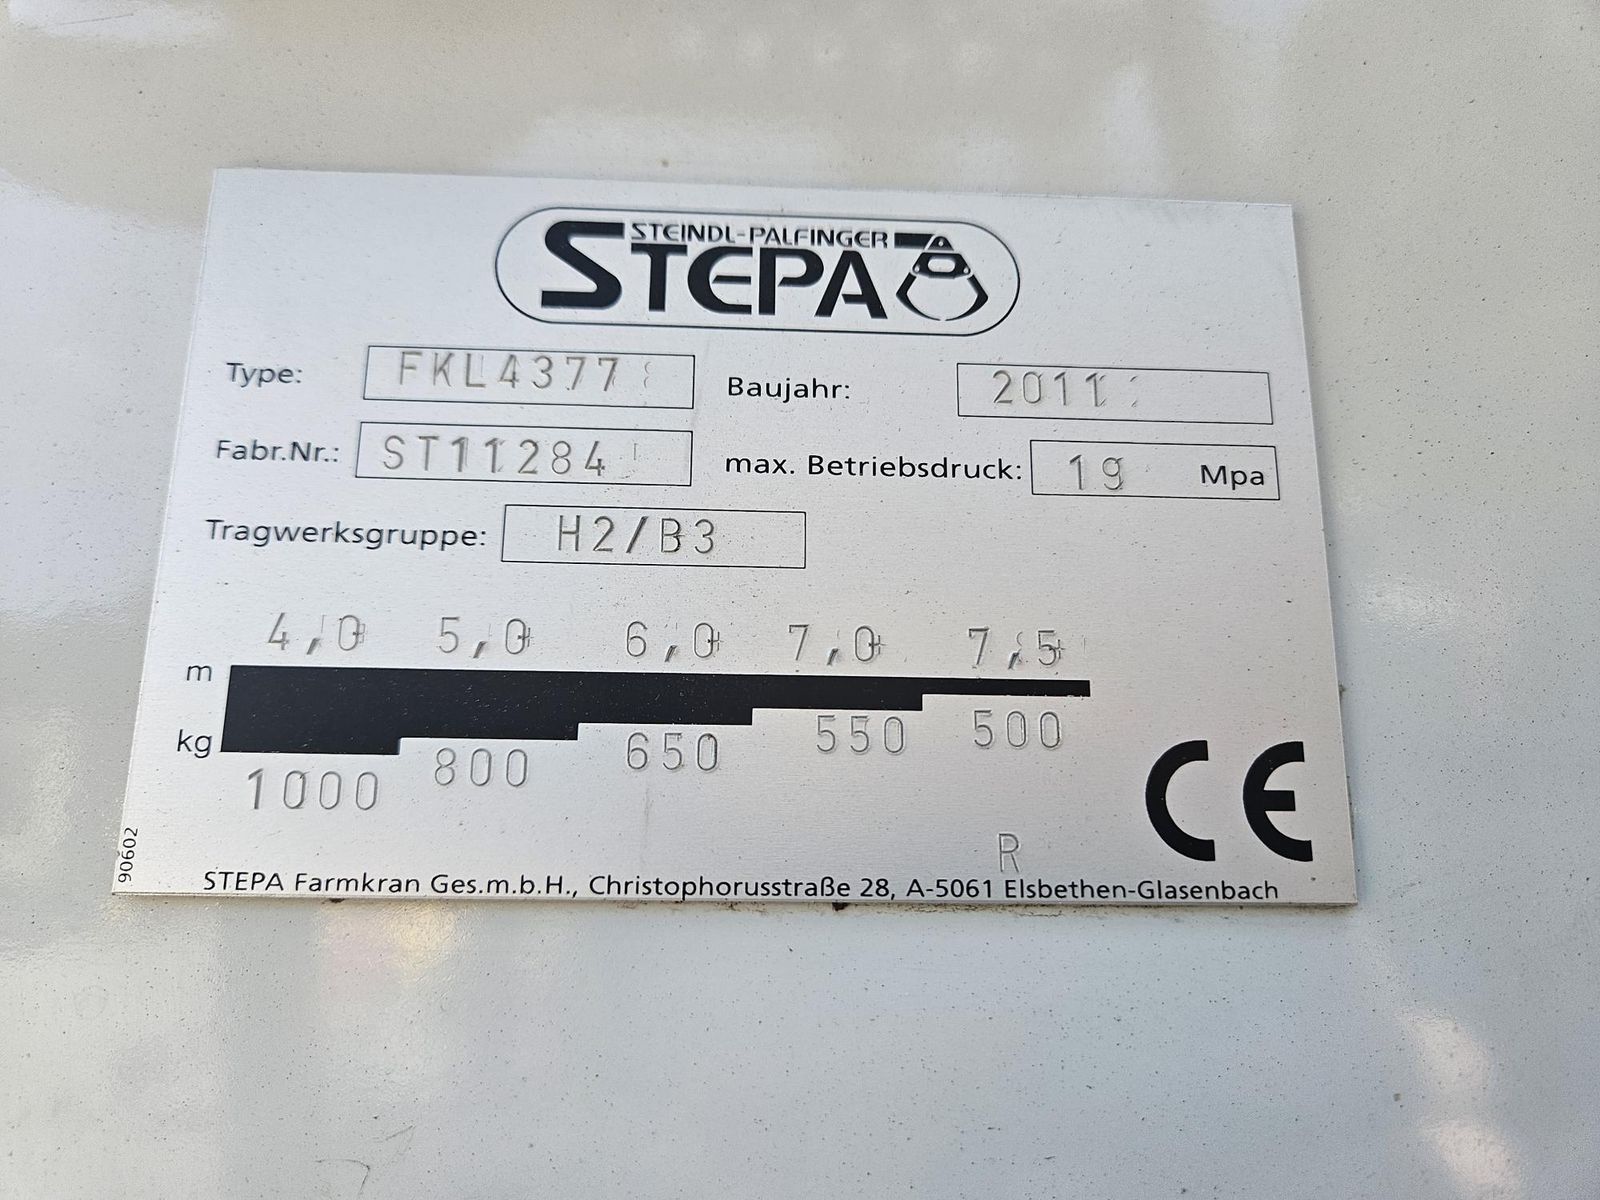 STEINDL-PALFINGER
STEPA
Type: FKL4377 Baujahr: 2011
Fabr.Nr.: ST11284 max. Betriebsdruck: 19 Mpa
Tragwerksgruppe: H2/B3
4,0 5,0 6,0 7,0 7,5
m
kg
1000 800 650 550 500
CE
R
90602
STEPA Farmkran Ges.m.b.H., Christophorusstraße 28, A-5061 Elsbethen-Glasenbach